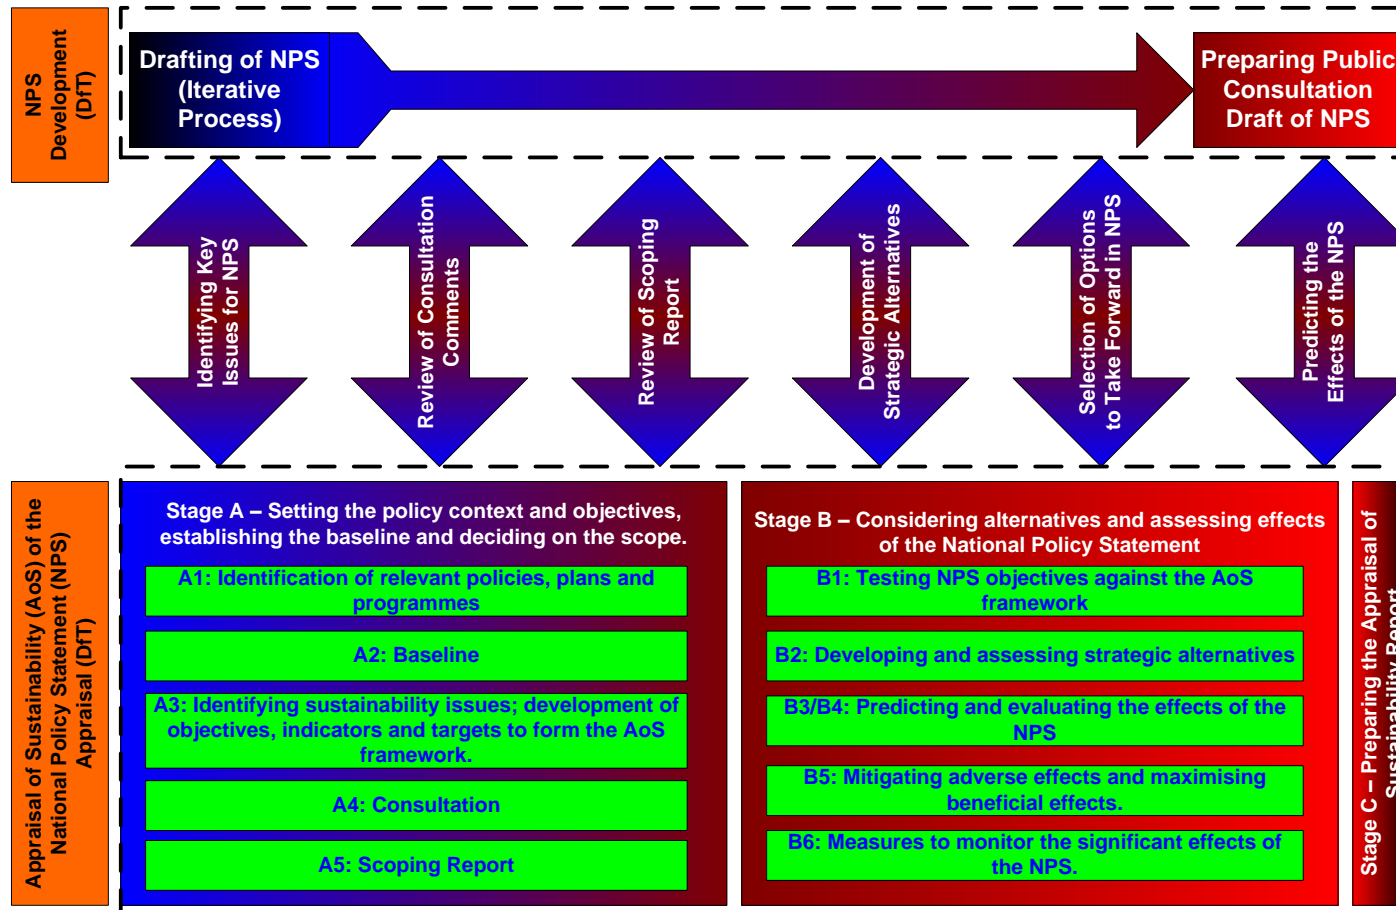 NPS
Development
(DfT)
Drafting of NPS
(Iterative
Process)
Preparing Public
Consultation
Draft of NPS
Identifying Key
Issues for NPS
Review of Consultation
Comments
Review of Scoping
Report
Development of
Strategic Alternatives
Selection of Options
to Take Forward in NPS
Predicting the
Effects of the NPS
Appraisal of Sustainability (AoS) of the
National Policy Statement (NPS)
Appraisal (DfT)
Stage A – Setting the policy context and objectives,
establishing the baseline and deciding on the scope.
A1: Identification of relevant policies, plans and
programmes
A2: Baseline
A3: Identifying sustainability issues; development of
objectives, indicators and targets to form the AoS
framework.
A4: Consultation
A5: Scoping Report
Stage B – Considering alternatives and assessing effects
of the National Policy Statement
B1: Testing NPS objectives against the AoS
framework
B2: Developing and assessing strategic alternatives
B3/B4: Predicting and evaluating the effects of the
NPS
B5: Mitigating adverse effects and maximising
beneficial effects.
B6: Measures to monitor the significant effects of
the NPS.
Stage C – Preparing the Appraisal of
Sustainability Report